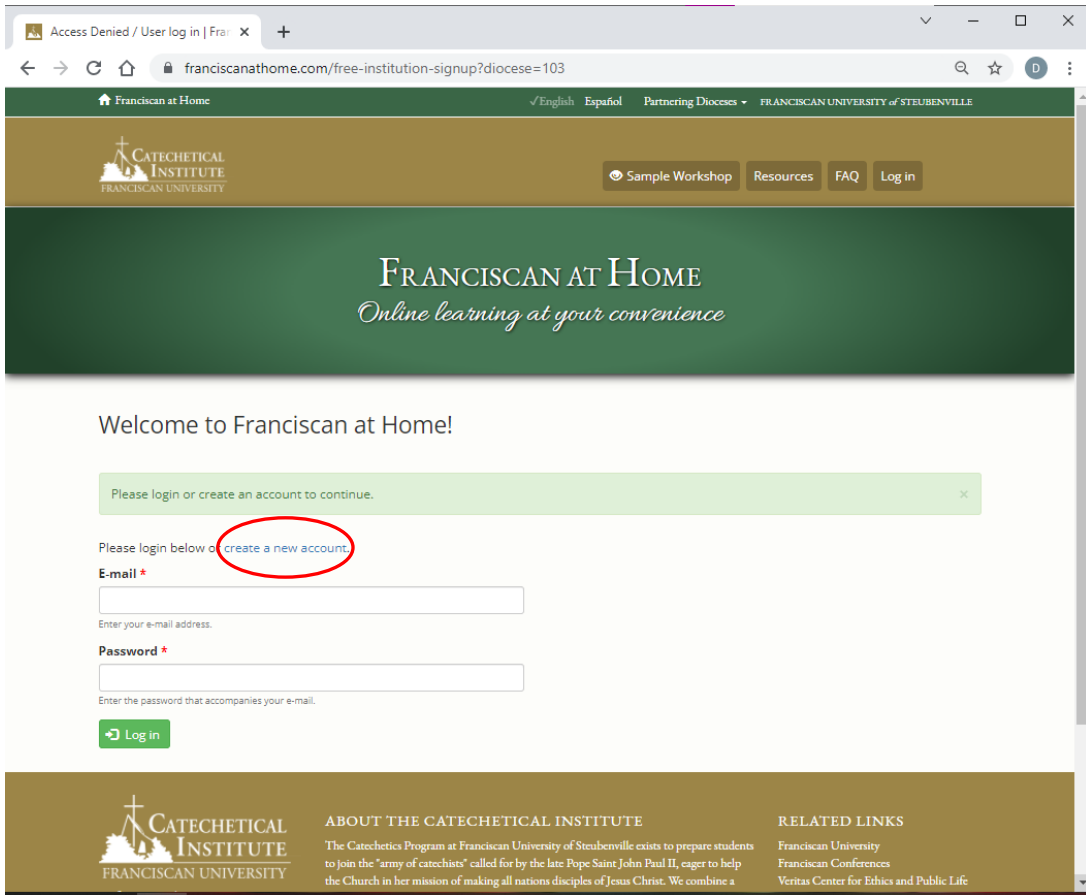 Access Denied / User log in | Fra
franciscanathome.com/free-institution-signup?diocese=103
D
Franciscan at Home
✓English Español Partnering Dioceses FRANCISCAN UNIVERSITY of STEUBENVILLE
CATECHETICAL
INSTITUTE
FRANCISCAN UNIVERSITY
Sample Workshop Resources FAQ Log in
FRANCISCAN AT HOME
Online learning at your convenience
Welcome to Franciscan at Home!
Please login or create an account to continue. ×
Please login below or create a new account.
E-mail *
Enter your e-mail address.
Password *
Enter the password that accompanies your e-mail.
Log in
CATECHETICAL
INSTITUTE
FRANCISCAN UNIVERSITY
ABOUT THE CATECHETICAL INSTITUTE
The Catechetics Program at Franciscan University of Steubenville exists to prepare students
to join the "army of catechists" called for by the late Pope Saint John Paul II, eager to help
the Church in her mission of making all nations disciples of Jesus Christ. We combine a
RELATED LINKS
Franciscan University
Franciscan Conferences
Veritas Center for Ethics and Public Life